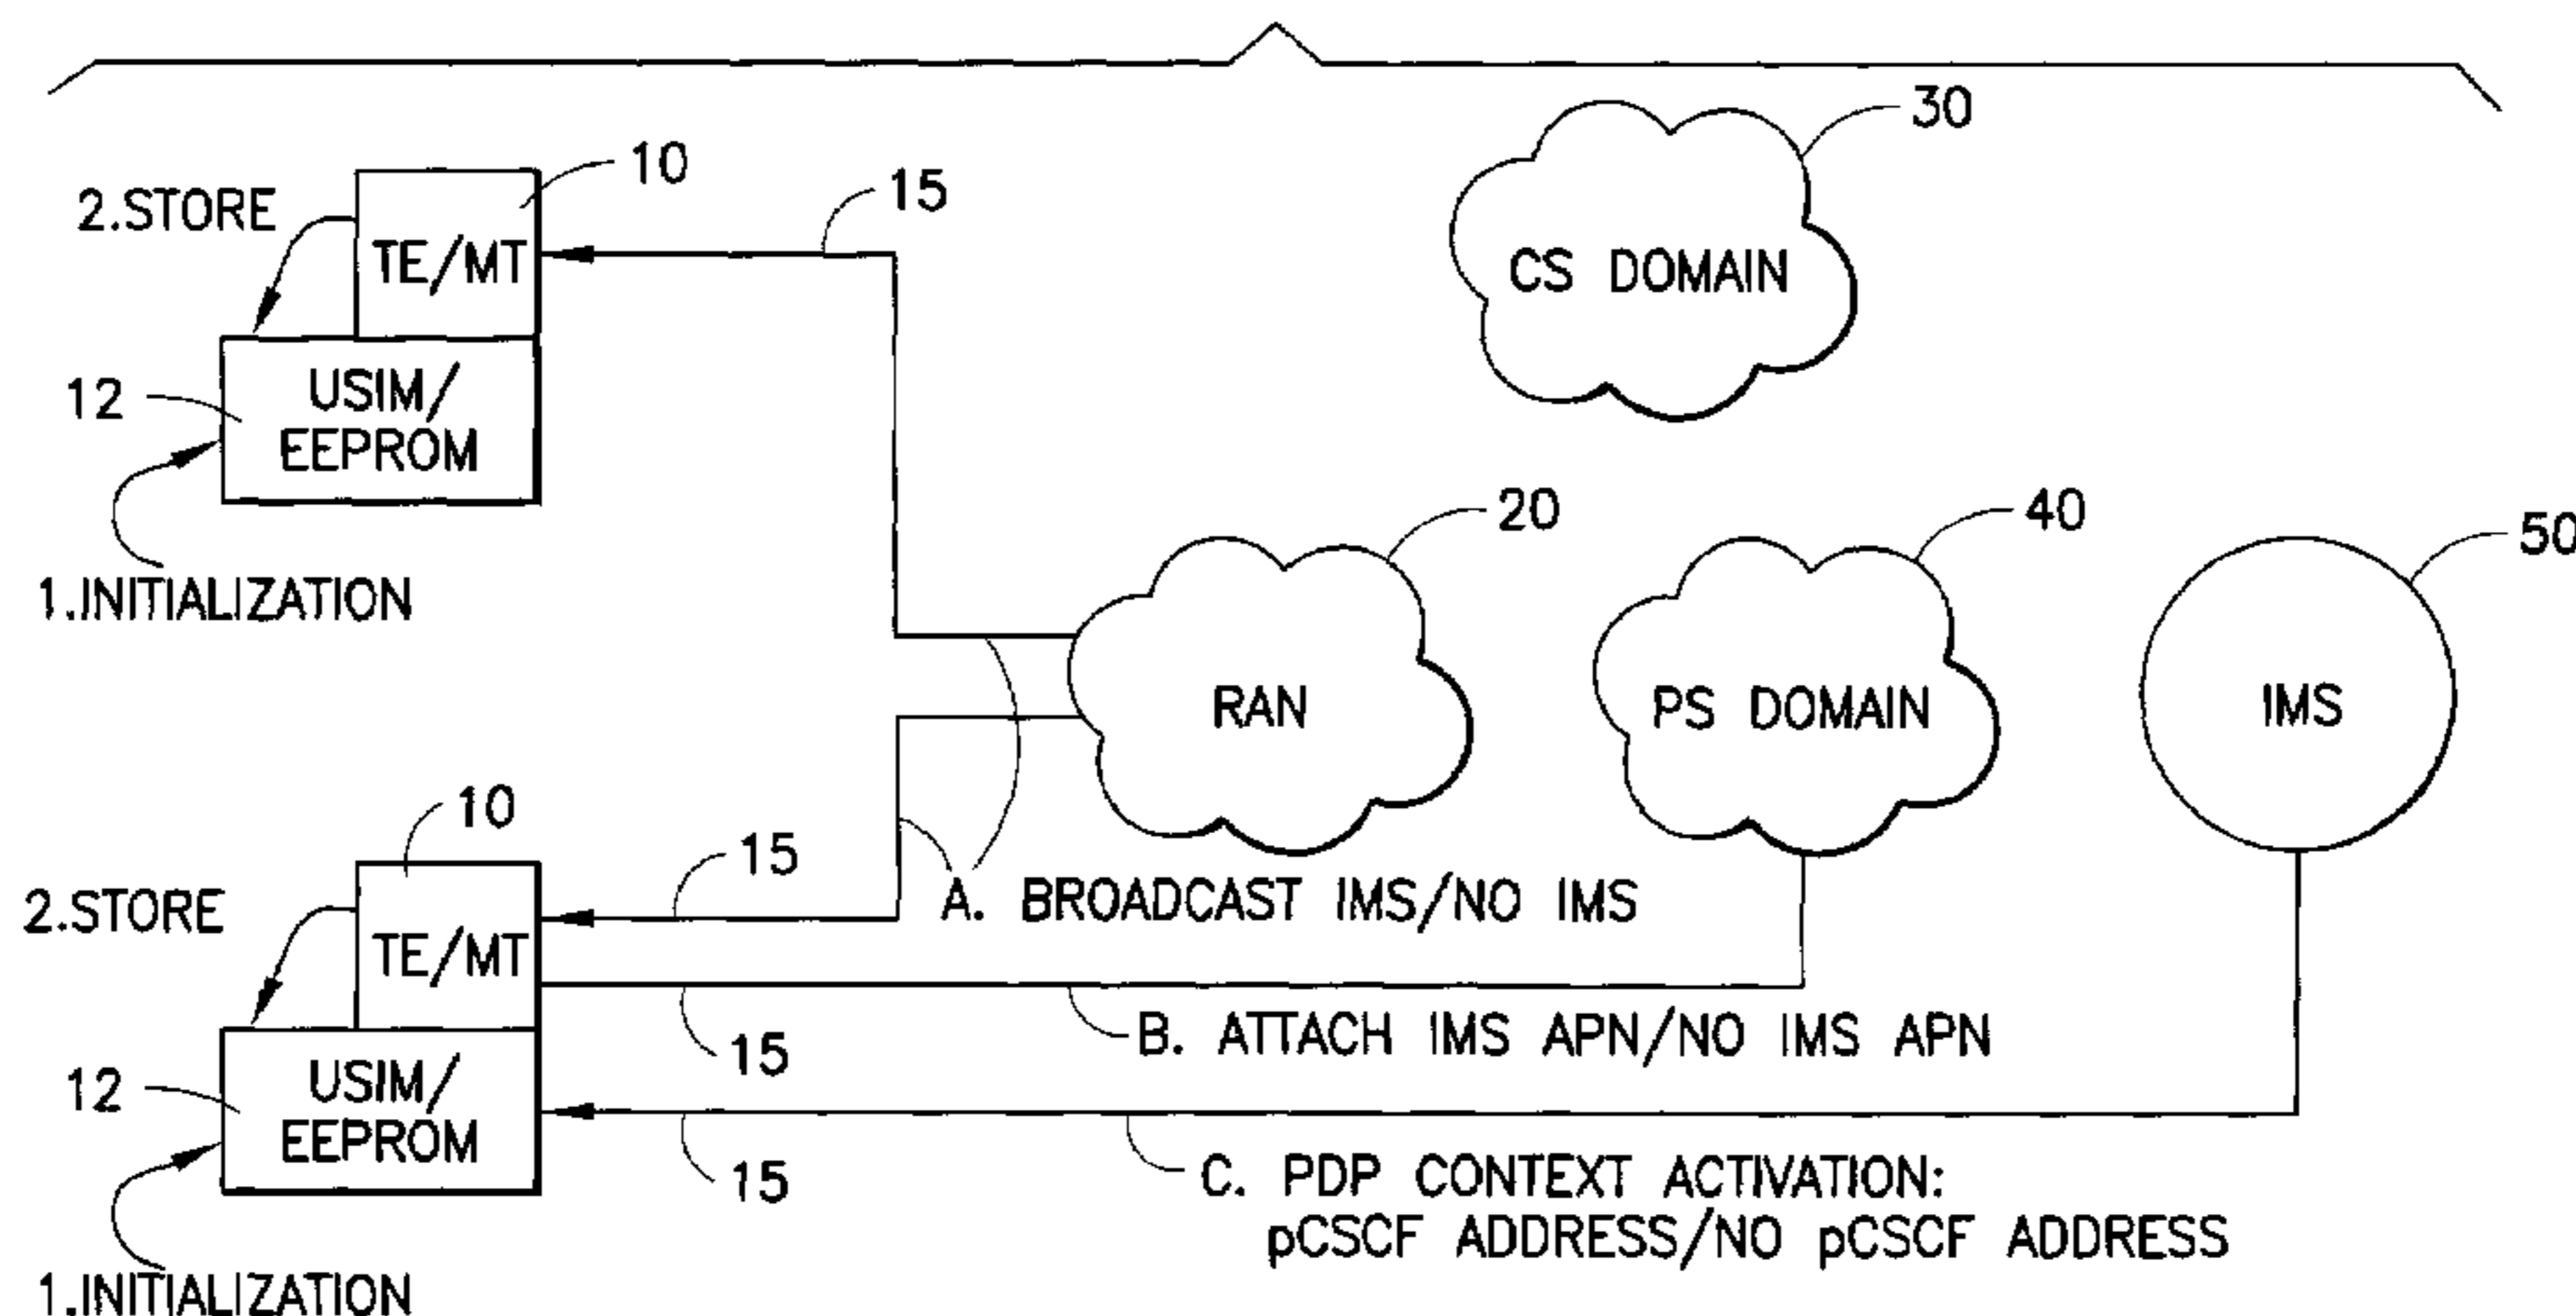 30
10
2.STORE
15
TE/MT
CS DOMAIN
12
USIM/
EEPROM
20
40
50
1.INITIALIZATION
RAN
PS DOMAIN
IMS
10
15
2.STORE
A. BROADCAST IMS/NO IMS
TE/MT
15
B. ATTACH IMS APN/NO IMS APN
12
USIM/
EEPROM
15
C. PDP CONTEXT ACTIVATION:
pCSCF ADDRESS/NO pCSCF ADDRESS
1.INITIALIZATION